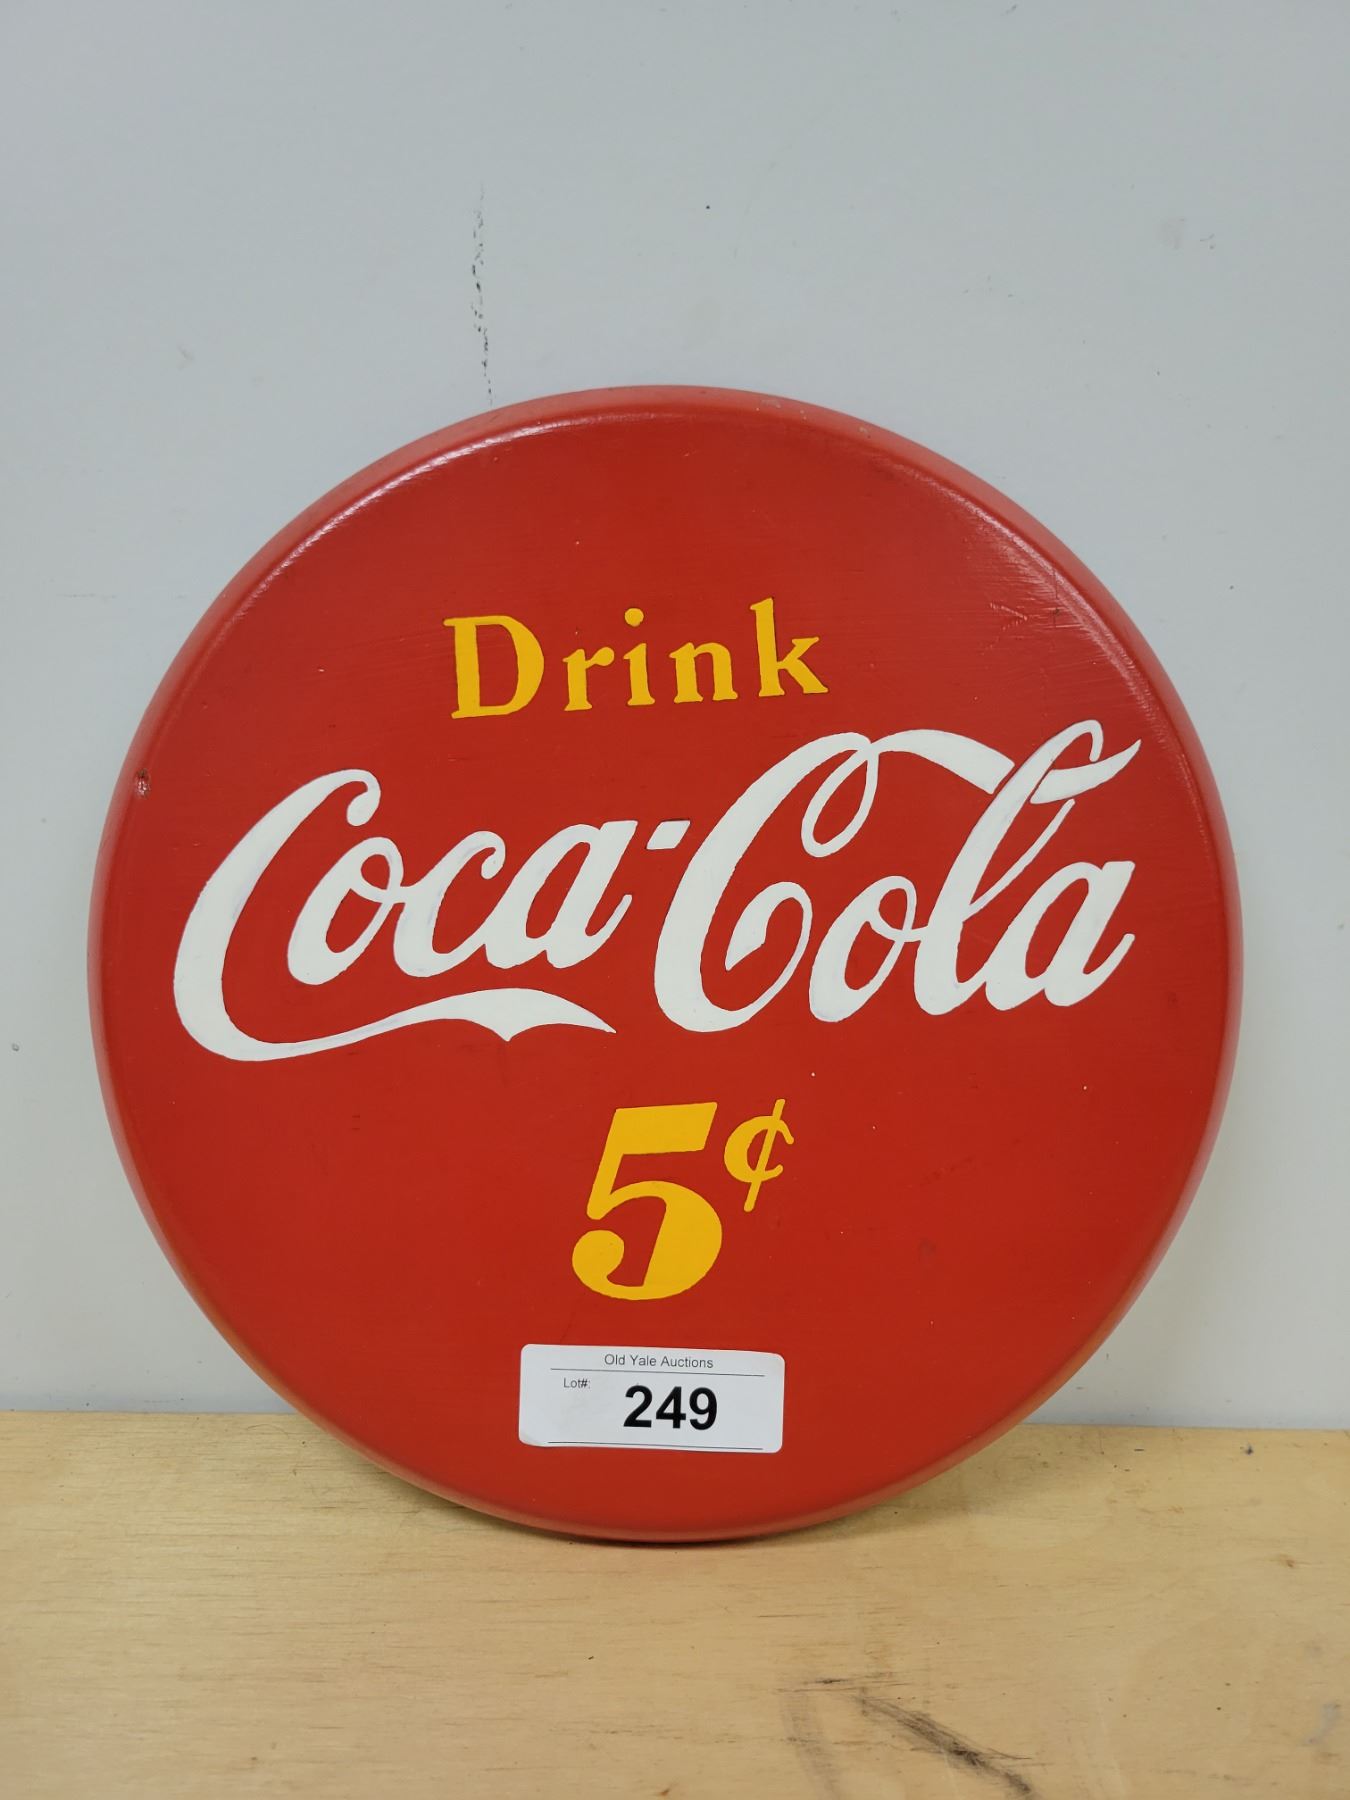 Drink
Coca-Cola
5¢
Old Yale Auctions
Lot#: 249